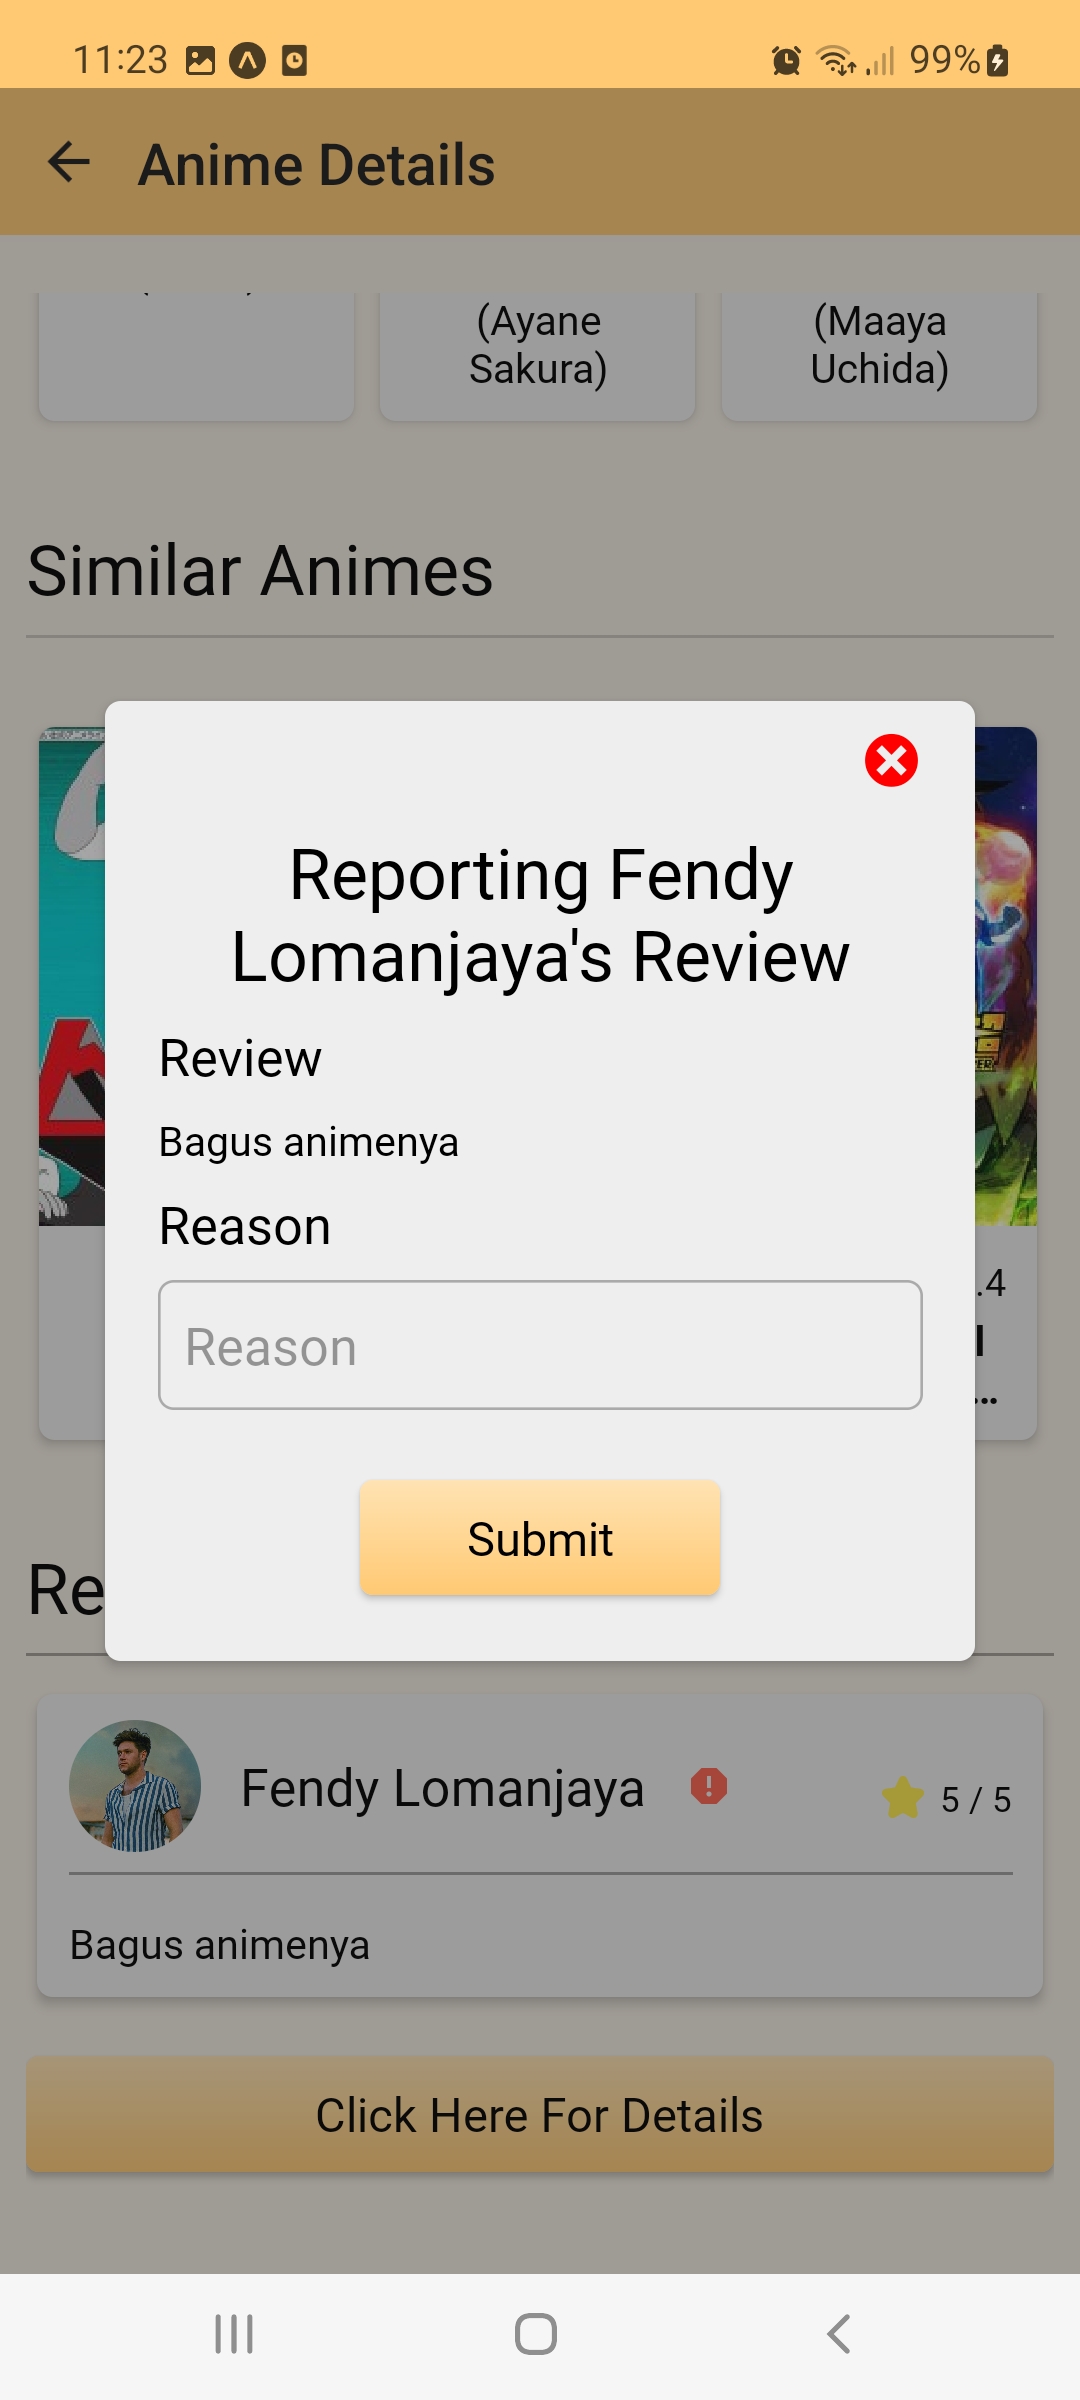 11:23
99%
Anime Details
(Ayane
Sakura)
(Maaya
Uchida)
Similar Animes
Reporting Fendy
Lomanjaya's Review
Review
Bagus animenya
Reason
Reason
Submit
.4
l
...
Re
Fendy Lomanjaya
5 / 5
Bagus animenya
Click Here For Details